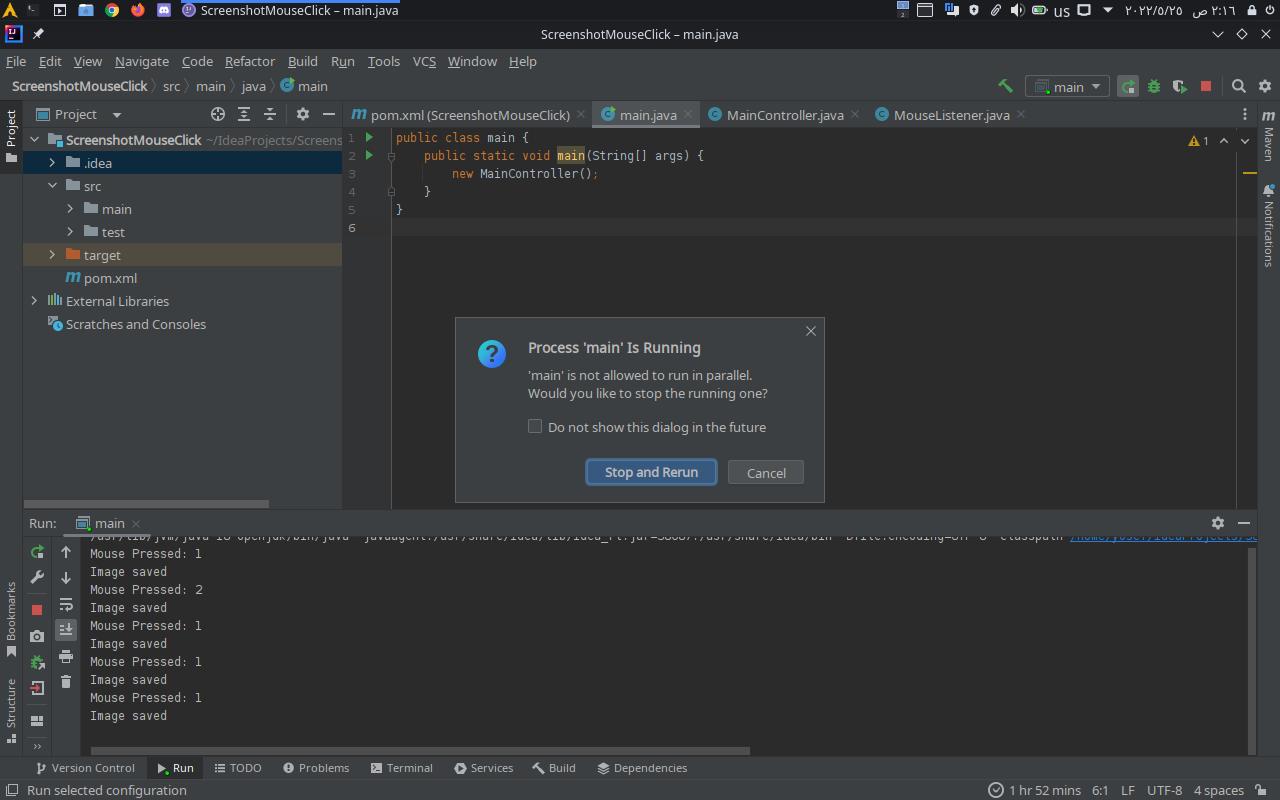 ScreenshotMouseClick – main.java
1
2
us
٢٠٢٢/٥/٢٥ ٢:١٦ ص
ScreenshotMouseClick – main.java
File Edit View Navigate Code Refactor Build Run Tools VCS Window Help
ScreenshotMouseClick src main java main
main
Project
Project
pom.xml (ScreenshotMouseClick) main.java MainController.java MouseListener.java
Maven
Notifications
ScreenshotMouseClick ~/IdeaProjects/Screens
.idea
src
main
test
target
pom.xml
External Libraries
Scratches and Consoles
1 public class main {
2 public static void main(String[] args) {
3 new MainController();
4 }
5 }
6
1
Process 'main' Is Running
'main' is not allowed to run in parallel.
Would you like to stop the running one?
Do not show this dialog in the future
Stop and Rerun Cancel
Run: main
Mouse Pressed: 1
Image saved
Mouse Pressed: 2
Image saved
Mouse Pressed: 1
Image saved
Mouse Pressed: 1
Image saved
Mouse Pressed: 1
Image saved
Bookmarks
Structure
Version Control Run TODO Problems Terminal Services Build Dependencies
Run selected configuration
1 hr 52 mins 6:1 LF UTF-8 4 spaces